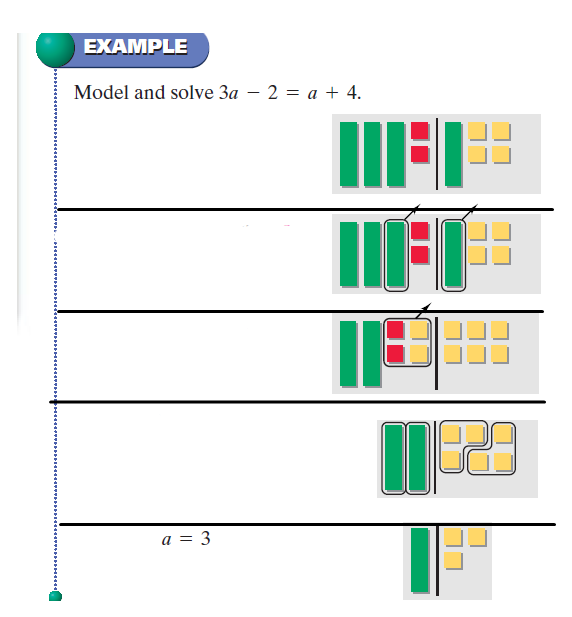 EXAMPLE
Model and solve 3a − 2 = a + 4.
a = 3